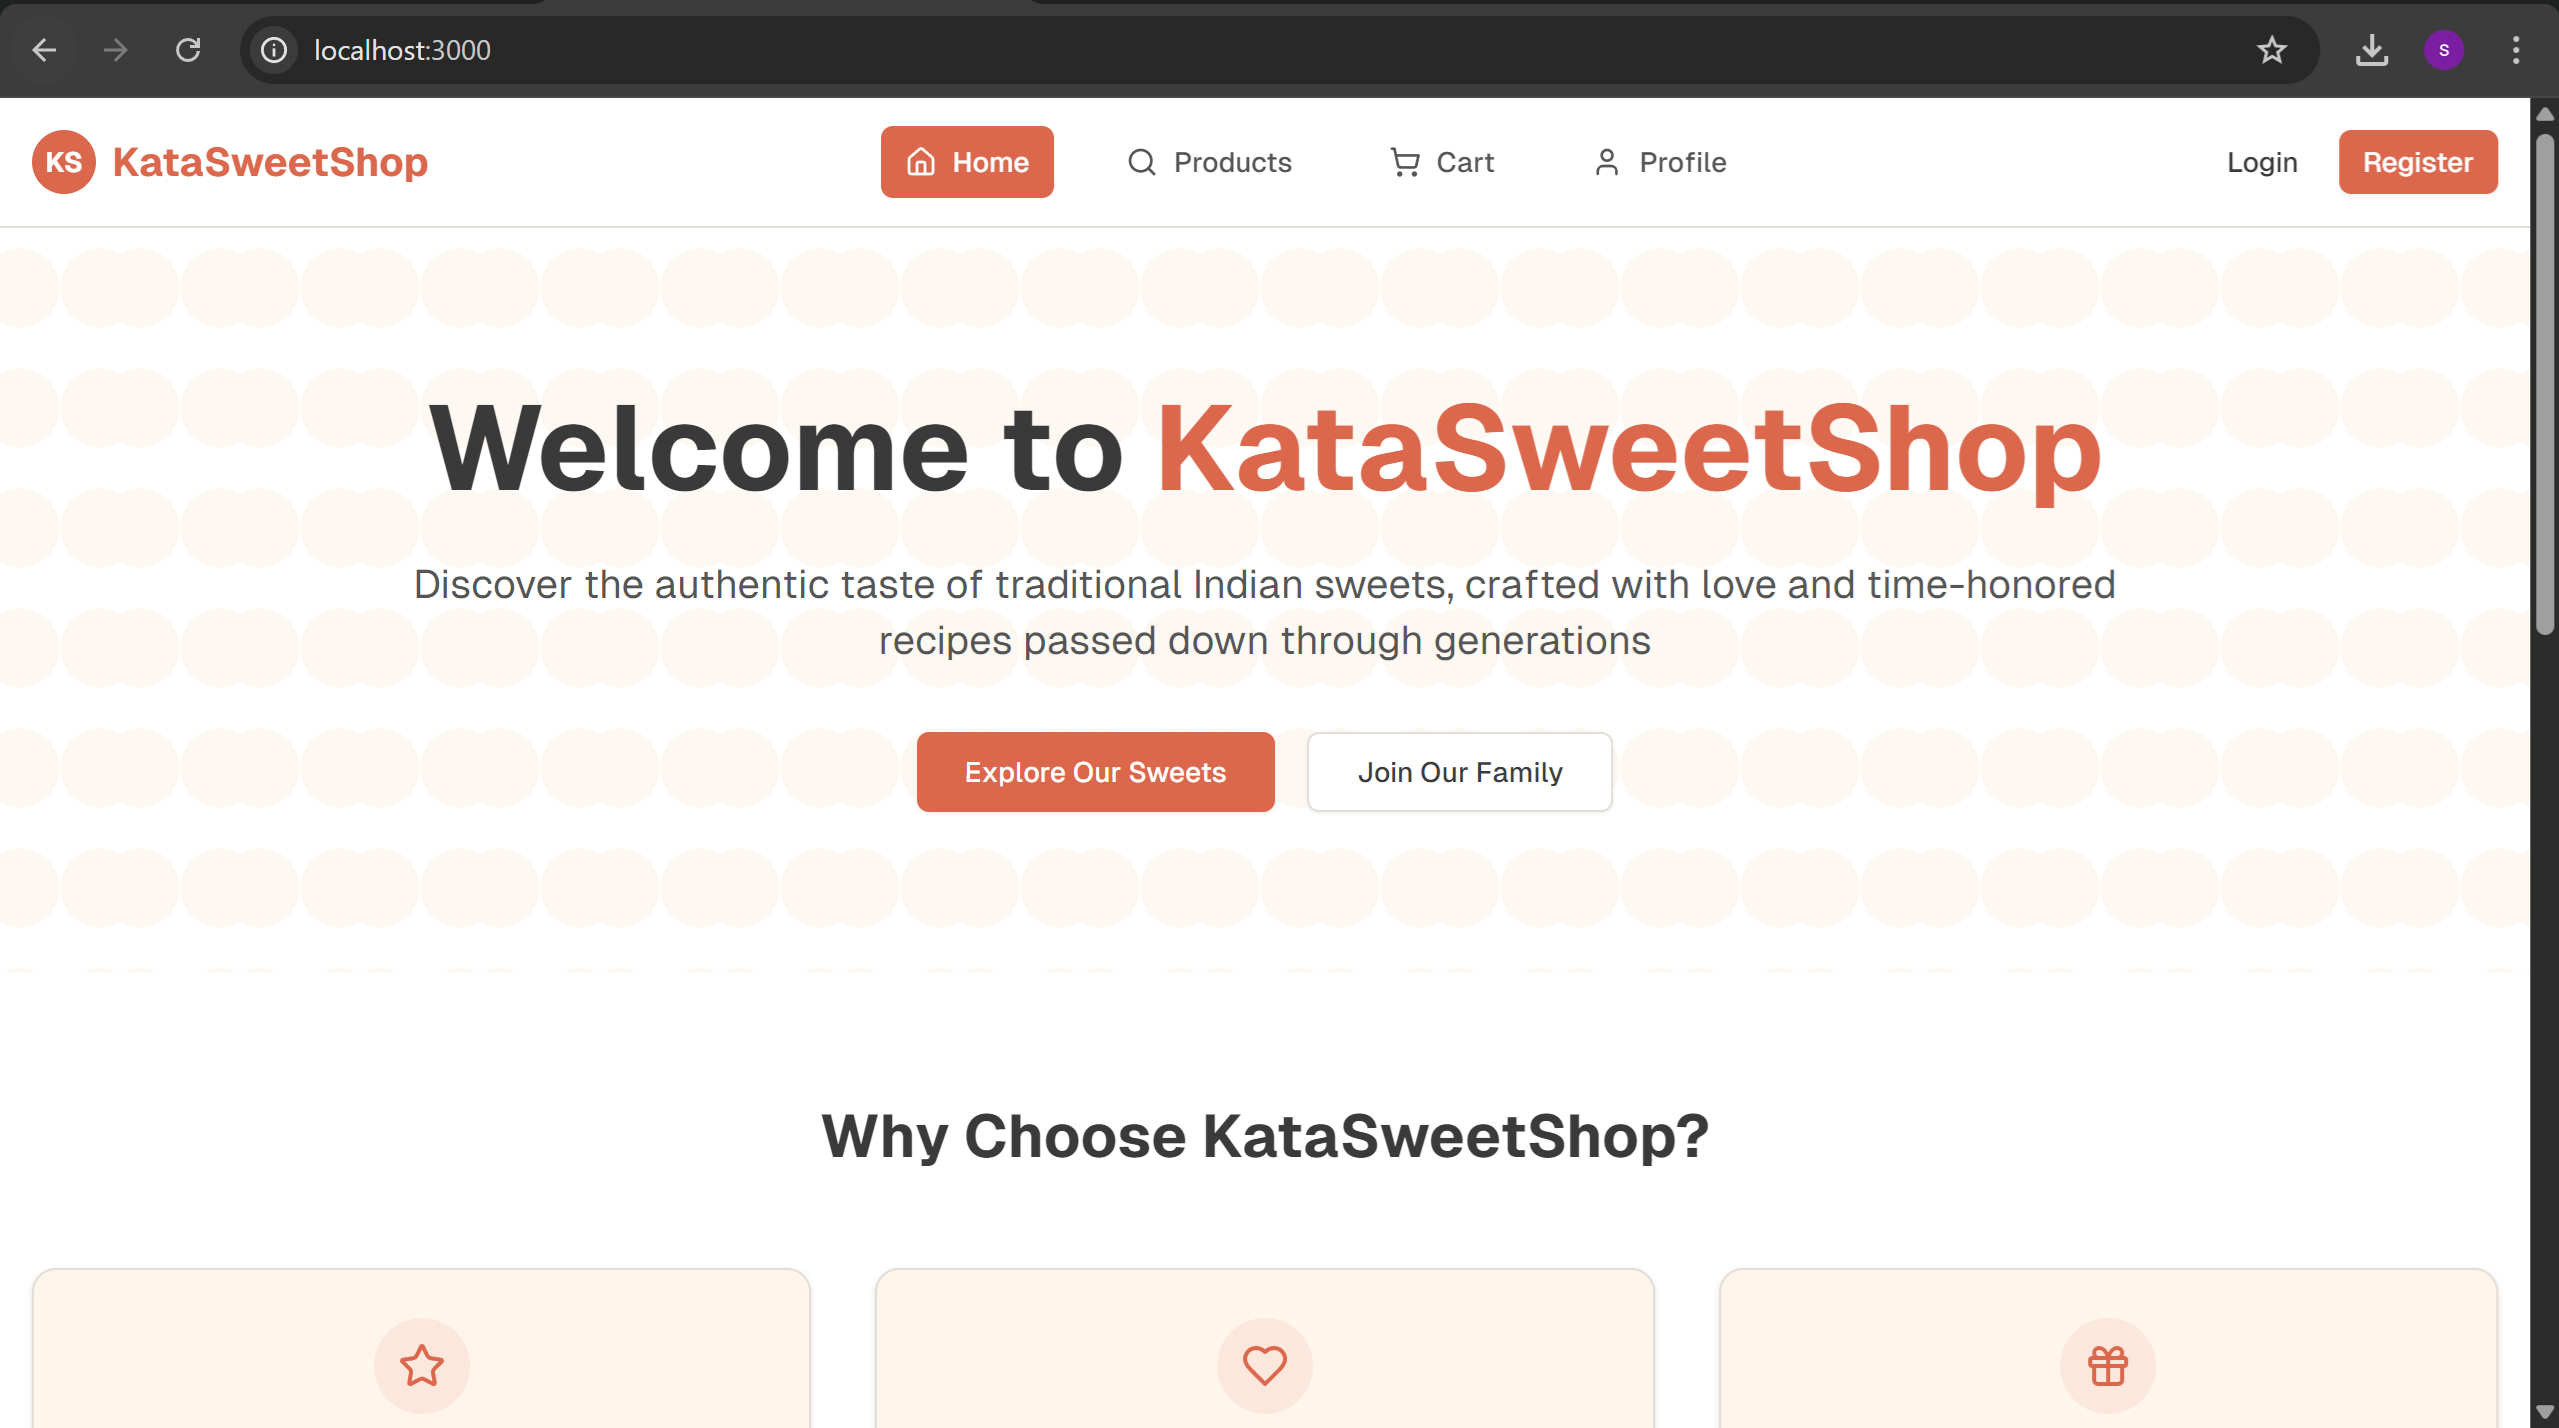 localhost:3000
S
KS KataSweetShop
Home
Products
Cart
Profile
Login
Register
Welcome to KataSweetShop
Discover the authentic taste of traditional Indian sweets, crafted with love and time-honored
recipes passed down through generations
Explore Our Sweets
Join Our Family
Why Choose KataSweetShop?